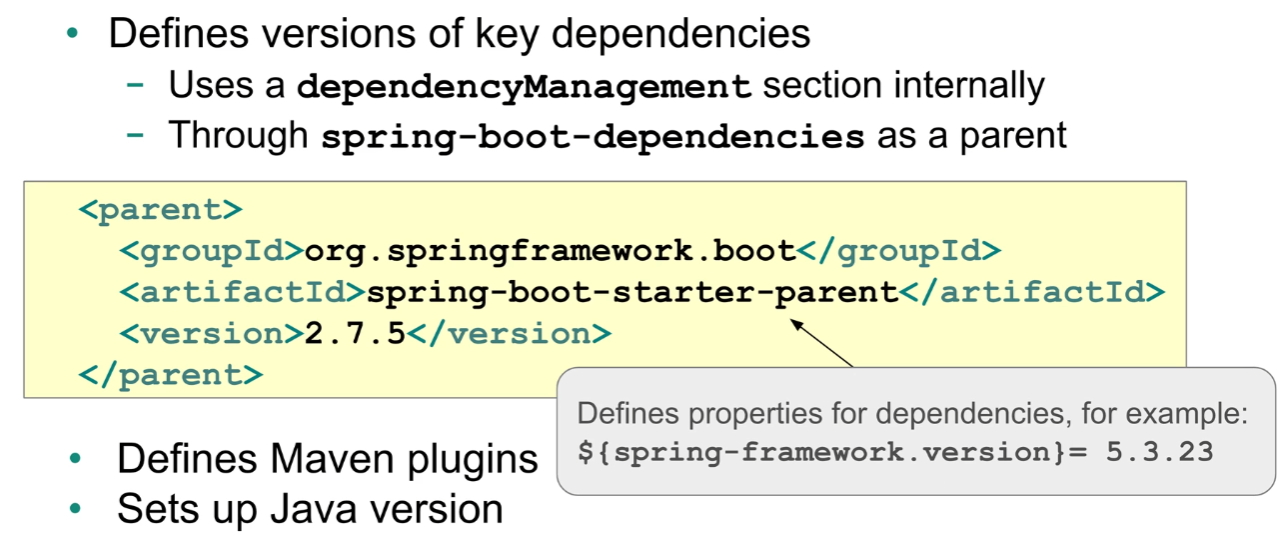 • Defines versions of key dependencies
– Uses a dependencyManagement section internally
– Through spring-boot-dependencies as a parent
<parent>
<groupId>org.springframework.boot</groupId>
<artifactId>spring-boot-starter-parent</artifactId>
<version>2.7.5</version>
</parent>
Defines properties for dependencies, for example:
${spring-framework.version}= 5.3.23
• Defines Maven plugins
• Sets up Java version